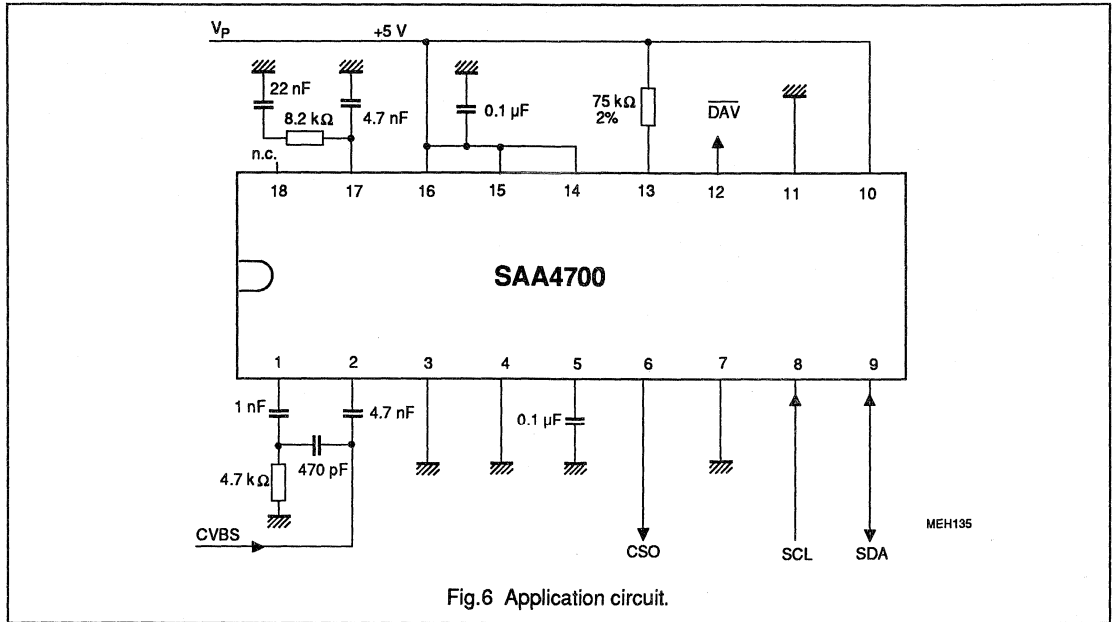 VP +5 V
22 nF
8.2 kΩ
4.7 nF
0.1 μF
75 kΩ
2%
DAV
n.c.
18 17 16 15 14 13 12 11 10
SAA4700
1 2 3 4 5 6 7 8 9
1 nF
4.7 nF
0.1 μF
470 pF
4.7 kΩ
CVBS
CSO
SCL
SDA
MEH135
Fig.6 Application circuit.